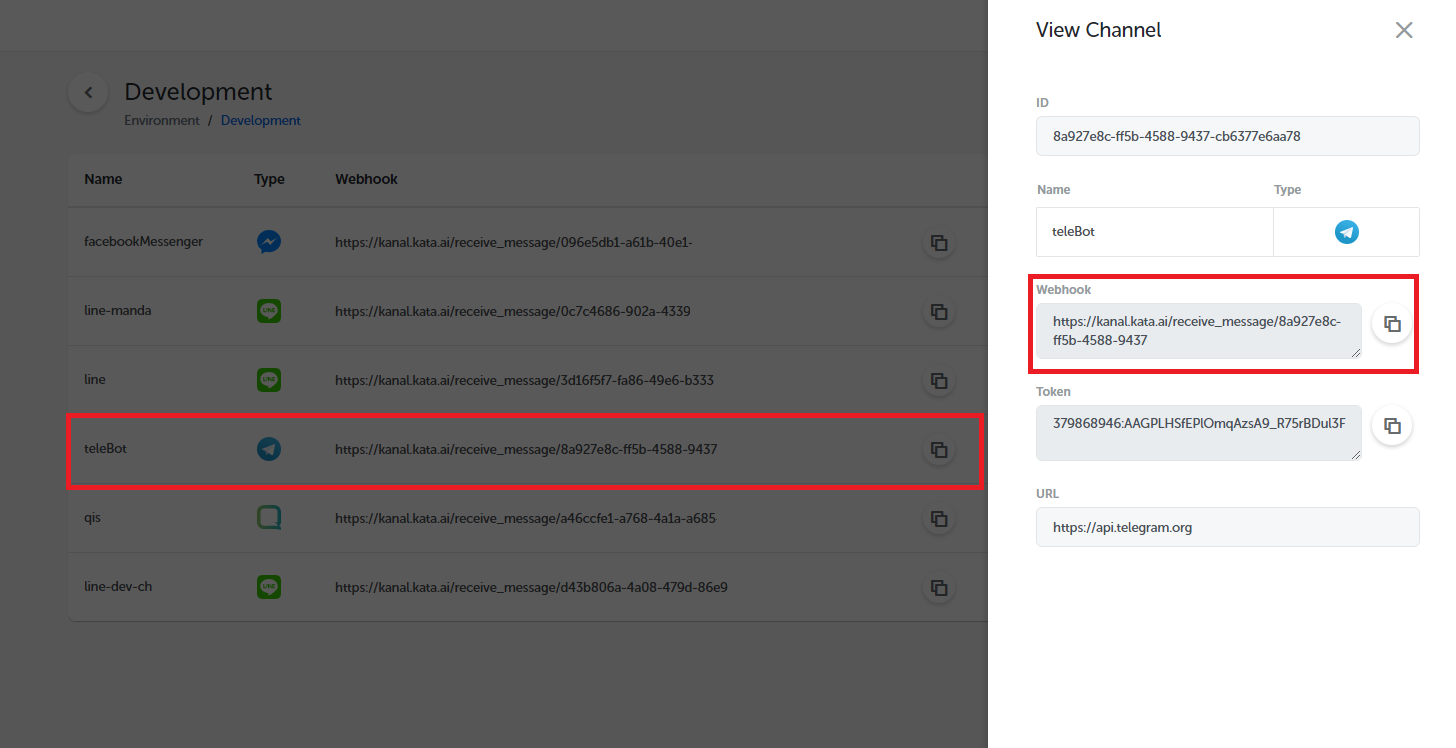 Development
Environment / Development
Name Type Webhook
facebookMessenger https://kanal.kata.ai/receive_message/096e5db1-a61b-40e1-
line-manda LINE https://kanal.kata.ai/receive_message/0c7c4686-902a-4339
line LINE https://kanal.kata.ai/receive_message/3d16f5f7-fa86-49e6-b333
teleBot https://kanal.kata.ai/receive_message/8a927e8c-ff5b-4588-9437
qis https://kanal.kata.ai/receive_message/a46ccfe1-a768-4a1a-a685
line-dev-ch LINE https://kanal.kata.ai/receive_message/d43b806a-4a08-479d-86e9
View Channel
ID
8a927e8c-ff5b-4588-9437-cb6377e6aa78
Name Type
teleBot
Webhook
https://kanal.kata.ai/receive_message/8a927e8c-
ff5b-4588-9437
Token
379868946:AAGPLHSfEPlOmqAzsA9_R75rBDul3F
URL
https://api.telegram.org